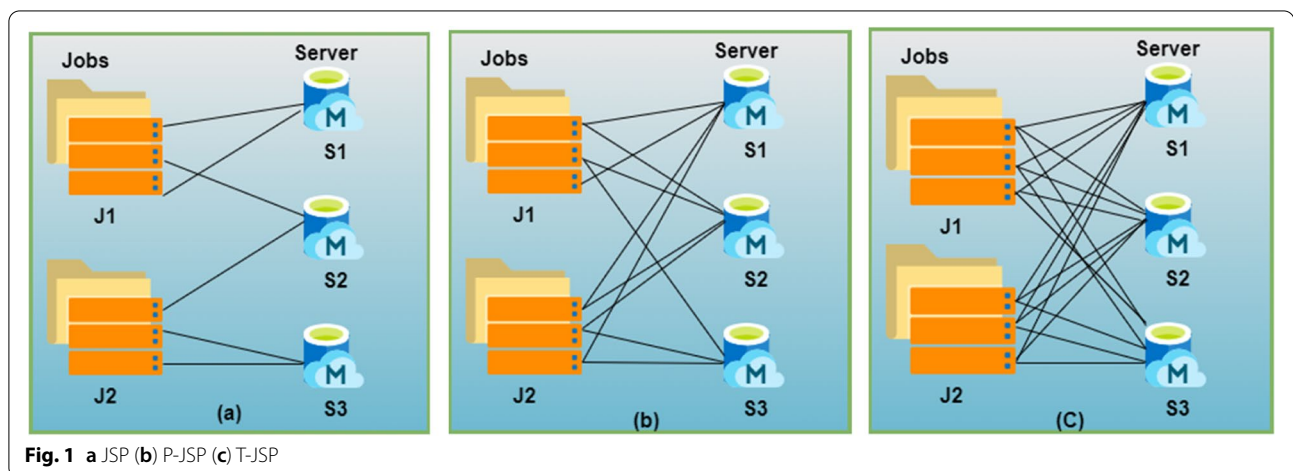 Jobs Server
M
S1
J1
M
S2
J2
M
S3
(a)
Jobs Server
M
S1
J1
M
S2
J2
M
S3
(b)
Jobs Server
M
S1
J1
M
S2
J2
M
S3
(C)
Fig. 1 a JSP (b) P-JSP (c) T-JSP